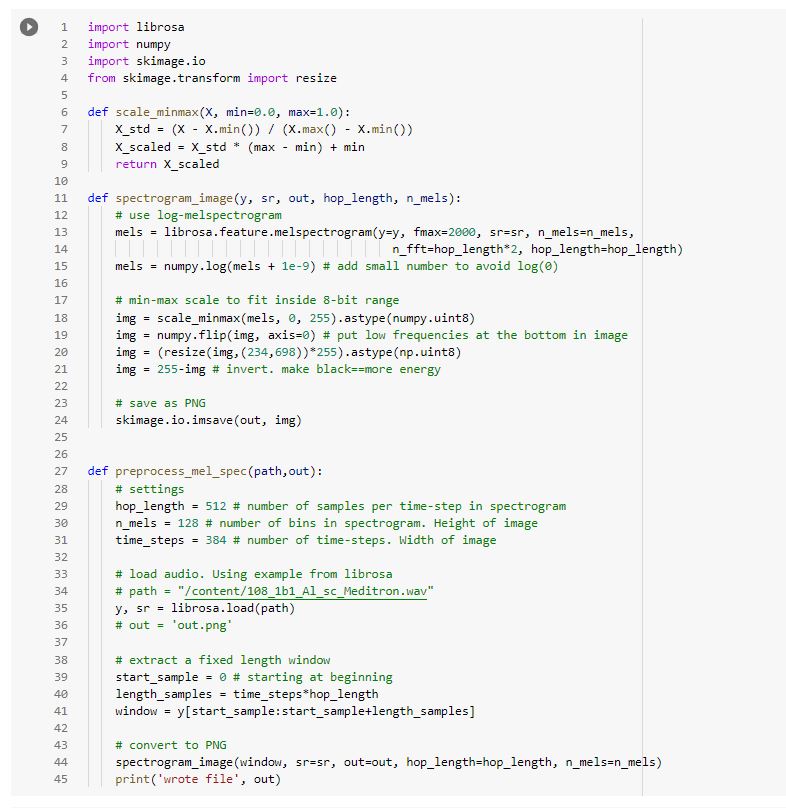 1 import librosa
2 import numpy
3 import skimage.io
4 from skimage.transform import resize
5
6 def scale_minmax(X, min=0.0, max=1.0):
7     X_std = (X - X.min()) / (X.max() - X.min())
8     X_scaled = X_std * (max - min) + min
9     return X_scaled
10
11 def spectrogram_image(y, sr, out, hop_length, n_mels):
12     # use log-melspectrogram
13     mels = librosa.feature.melspectrogram(y=y, fmax=2000, sr=sr, n_mels=n_mels,
14                                             n_fft=hop_length*2, hop_length=hop_length)
15     mels = numpy.log(mels + 1e-9) # add small number to avoid log(0)
16
17     # min-max scale to fit inside 8-bit range
18     img = scale_minmax(mels, 0, 255).astype(numpy.uint8)
19     img = numpy.flip(img, axis=0) # put low frequencies at the bottom in image
20     img = (resize(img,(234,698))*255).astype(np.uint8)
21     img = 255-img # invert. make black==more energy
22
23     # save as PNG
24     skimage.io.imsave(out, img)
25
26
27 def preprocess_mel_spec(path,out):
28     # settings
29     hop_length = 512 # number of samples per time-step in spectrogram
30     n_mels = 128 # number of bins in spectrogram. Height of image
31     time_steps = 384 # number of time-steps. Width of image
32
33     # load audio. Using example from librosa
34     # path = "/content/108_1b1_Al_sc_Meditron.wav"
35     y, sr = librosa.load(path)
36     # out = 'out.png'
37
38     # extract a fixed length window
39     start_sample = 0 # starting at beginning
40     length_samples = time_steps*hop_length
41     window = y[start_sample:start_sample+length_samples]
42
43     # convert to PNG
44     spectrogram_image(window, sr=sr, out=out, hop_length=hop_length, n_mels=n_mels)
45     print('wrote file', out)